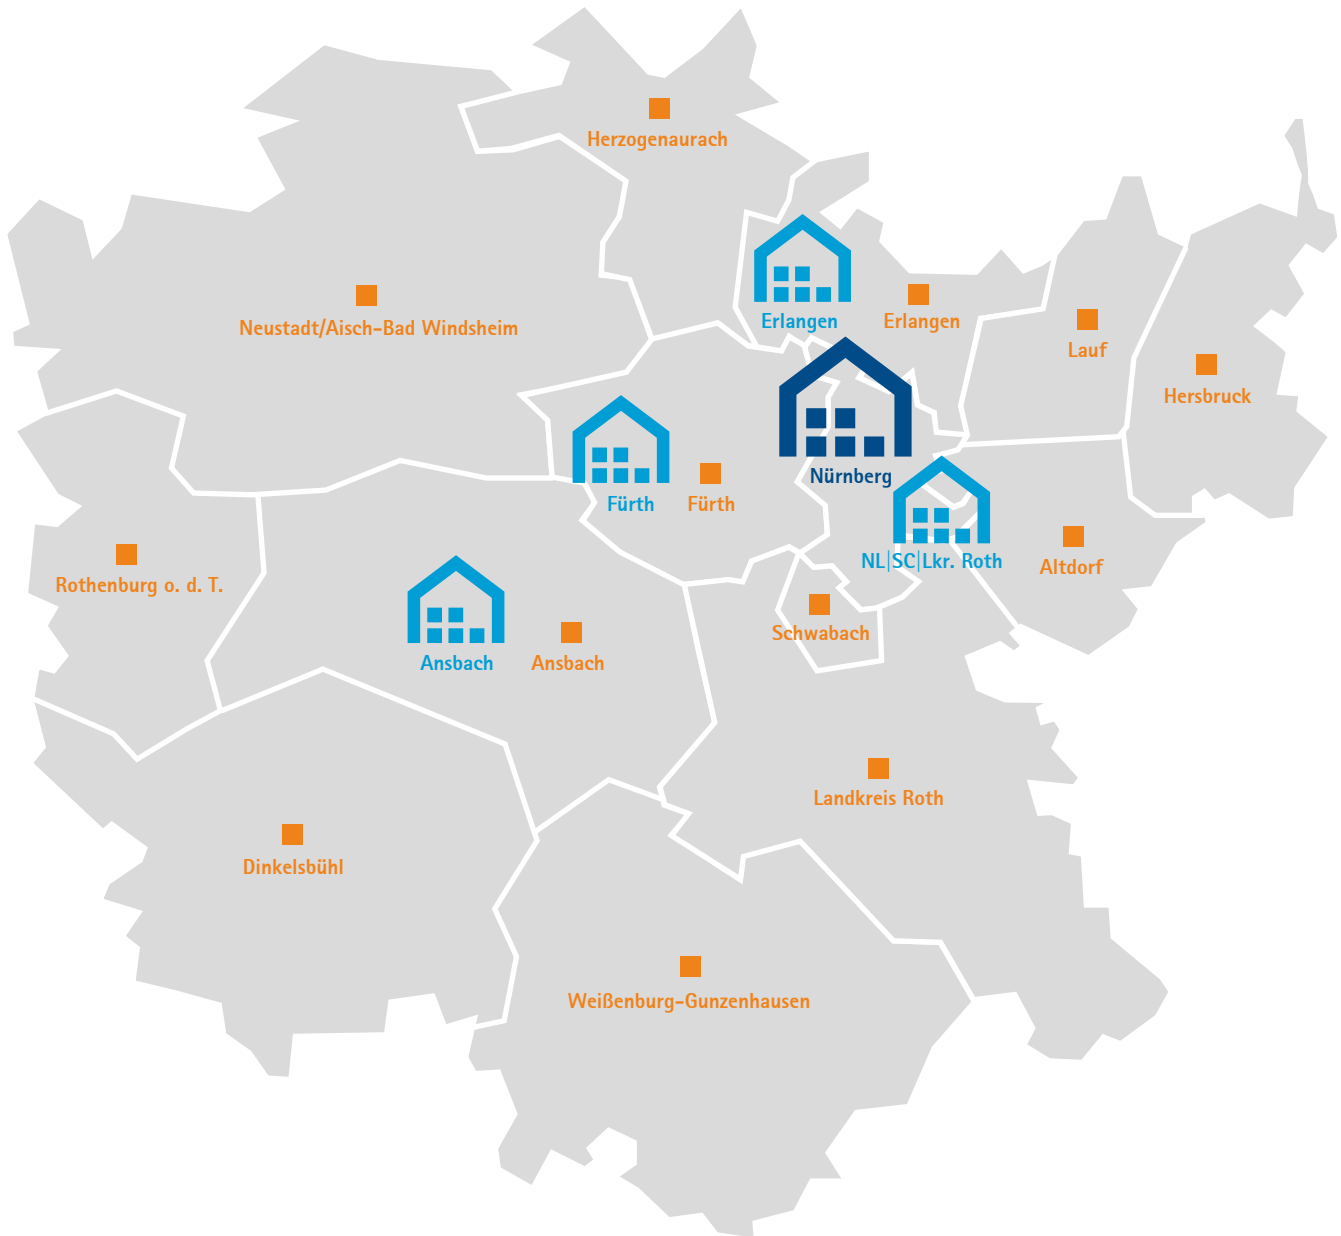 Herzogenaurach
Neustadt/Aisch-Bad Windsheim
Erlangen
Erlangen
Lauf
Hersbruck
Nürnberg
Fürth
Fürth
NL|SC|Lkr. Roth
Altdorf
Rothenburg o. d. T.
Schwabach
Ansbach
Ansbach
Landkreis Roth
Dinkelsbühl
Weißenburg-Gunzenhausen